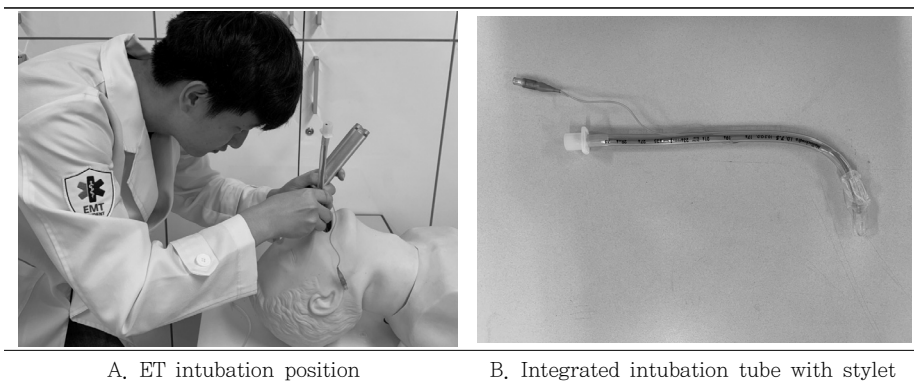 EMT
A. ET intubation position
B. Integrated intubation tube with stylet